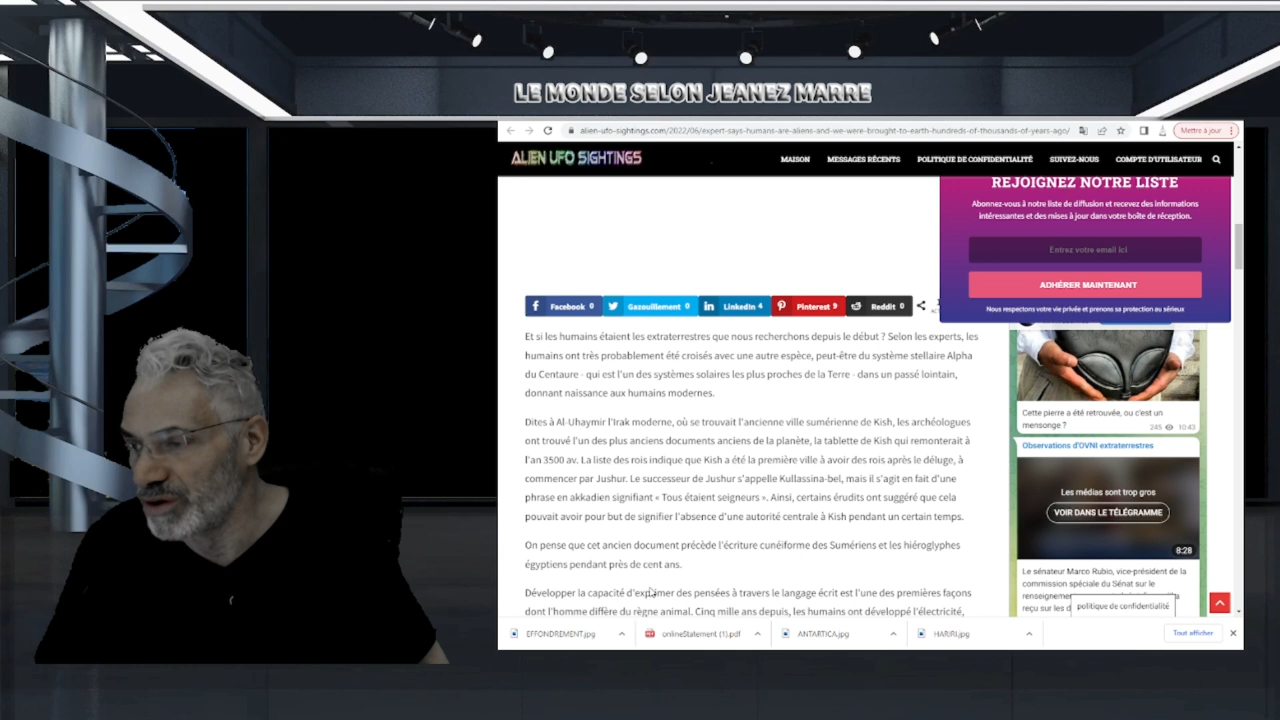 LE MONDE SELON JEANEZ MARRE
alien-ufo-sightings.com/2022/06/expert-says-humans-are-aliens-and-we-were-brought-to-earth-hundreds-of-thousands-of-years-ago/
Mettre à jour
ALIEN UFO SIGHTINGS
MAISON MESSAGES RÉCENTS POLITIQUE DE CONFIDENTIALITÉ SUIVEZ-NOUS COMPTE D'UTILISATEUR
REJOIGNEZ NOTRE LISTE
Abonnez-vous à notre liste de diffusion et recevez des informations
intéressantes et des mises à jour dans votre boîte de réception.
Entrez votre email ici
ADHÉRER MAINTENANT
Nous respectons votre vie privée et prenons sa protection au sérieux
Facebook 0 Gazouillement 0 LinkedIn 4 Pinterest 9 Reddit 0
Et si les humains étaient les extraterrestres que nous recherchons depuis le début ? Selon les experts, les
humains ont très probablement été croisés avec une autre espèce, peut-être du système stellaire Alpha
du Centaure - qui est l'un des systèmes solaires les plus proches de la Terre - dans un passé lointain,
donnant naissance aux humains modernes.
Dites à Al-Uhaymir l'Irak moderne, où se trouvait l'ancienne ville sumérienne de Kish, les archéologues
ont trouvé l'un des plus anciens documents anciens de la planète, la tablette de Kish qui remonterait à
l'an 3500 av. La liste des rois indique que Kish a été la première ville à avoir des rois après le déluge, à
commencer par Jushur. Le successeur de Jushur s'appelle Kullassina-bel, mais il s'agit en fait d'une
phrase en akkadien signifiant « Tous étaient seigneurs ». Ainsi, certains érudits ont suggéré que cela
pouvait avoir pour but de signifier l'absence d'une autorité centrale à Kish pendant un certain temps.
On pense que cet ancien document précède l'écriture cunéiforme des Sumériens et les hiéroglyphes
égyptiens pendant près de cent ans.
Développer la capacité d'exprimer des pensées à travers le langage écrit est l'une des premières façons
dont l'homme diffère du règne animal. Cinq mille ans depuis, les humains ont développé l'électricité,
Cette pierre a été retrouvée, ou c'est un
mensonge ?
245 10:43
Observations d'OVNI extraterrestres
Les médias sont trop gros
VOIR DANS LE TÉLÉGRAMME
8:28
Le sénateur Marco Rubio, vice-président de la
commission spéciale du Sénat sur le
renseignemen
reçu sur les d
politique de confidentialité
EFFONDREMENT.jpg onlineStatement (1).pdf ANTARTICA.jpg HARIRI.jpg Tout afficher